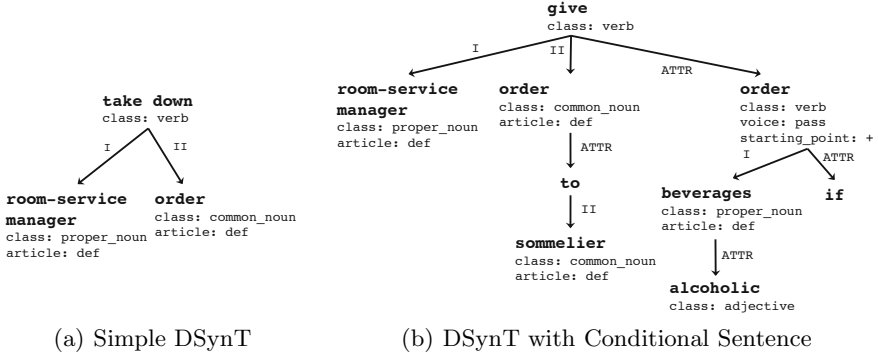 take down
class: verb
I
II
room-service
manager
class: proper_noun
article: def
order
class: common_noun
article: def
(a) Simple DSynT
give
class: verb
I
II
ATTR
room-service
manager
class: proper_noun
article: def
order
class: common_noun
article: def
ATTR
to
II
sommelier
class: common_noun
article: def
order
class: verb
voice: pass
starting_point: +
I
ATTR
beverages
class: proper_noun
article: def
if
ATTR
alcoholic
class: adjective
(b) DSynT with Conditional Sentence